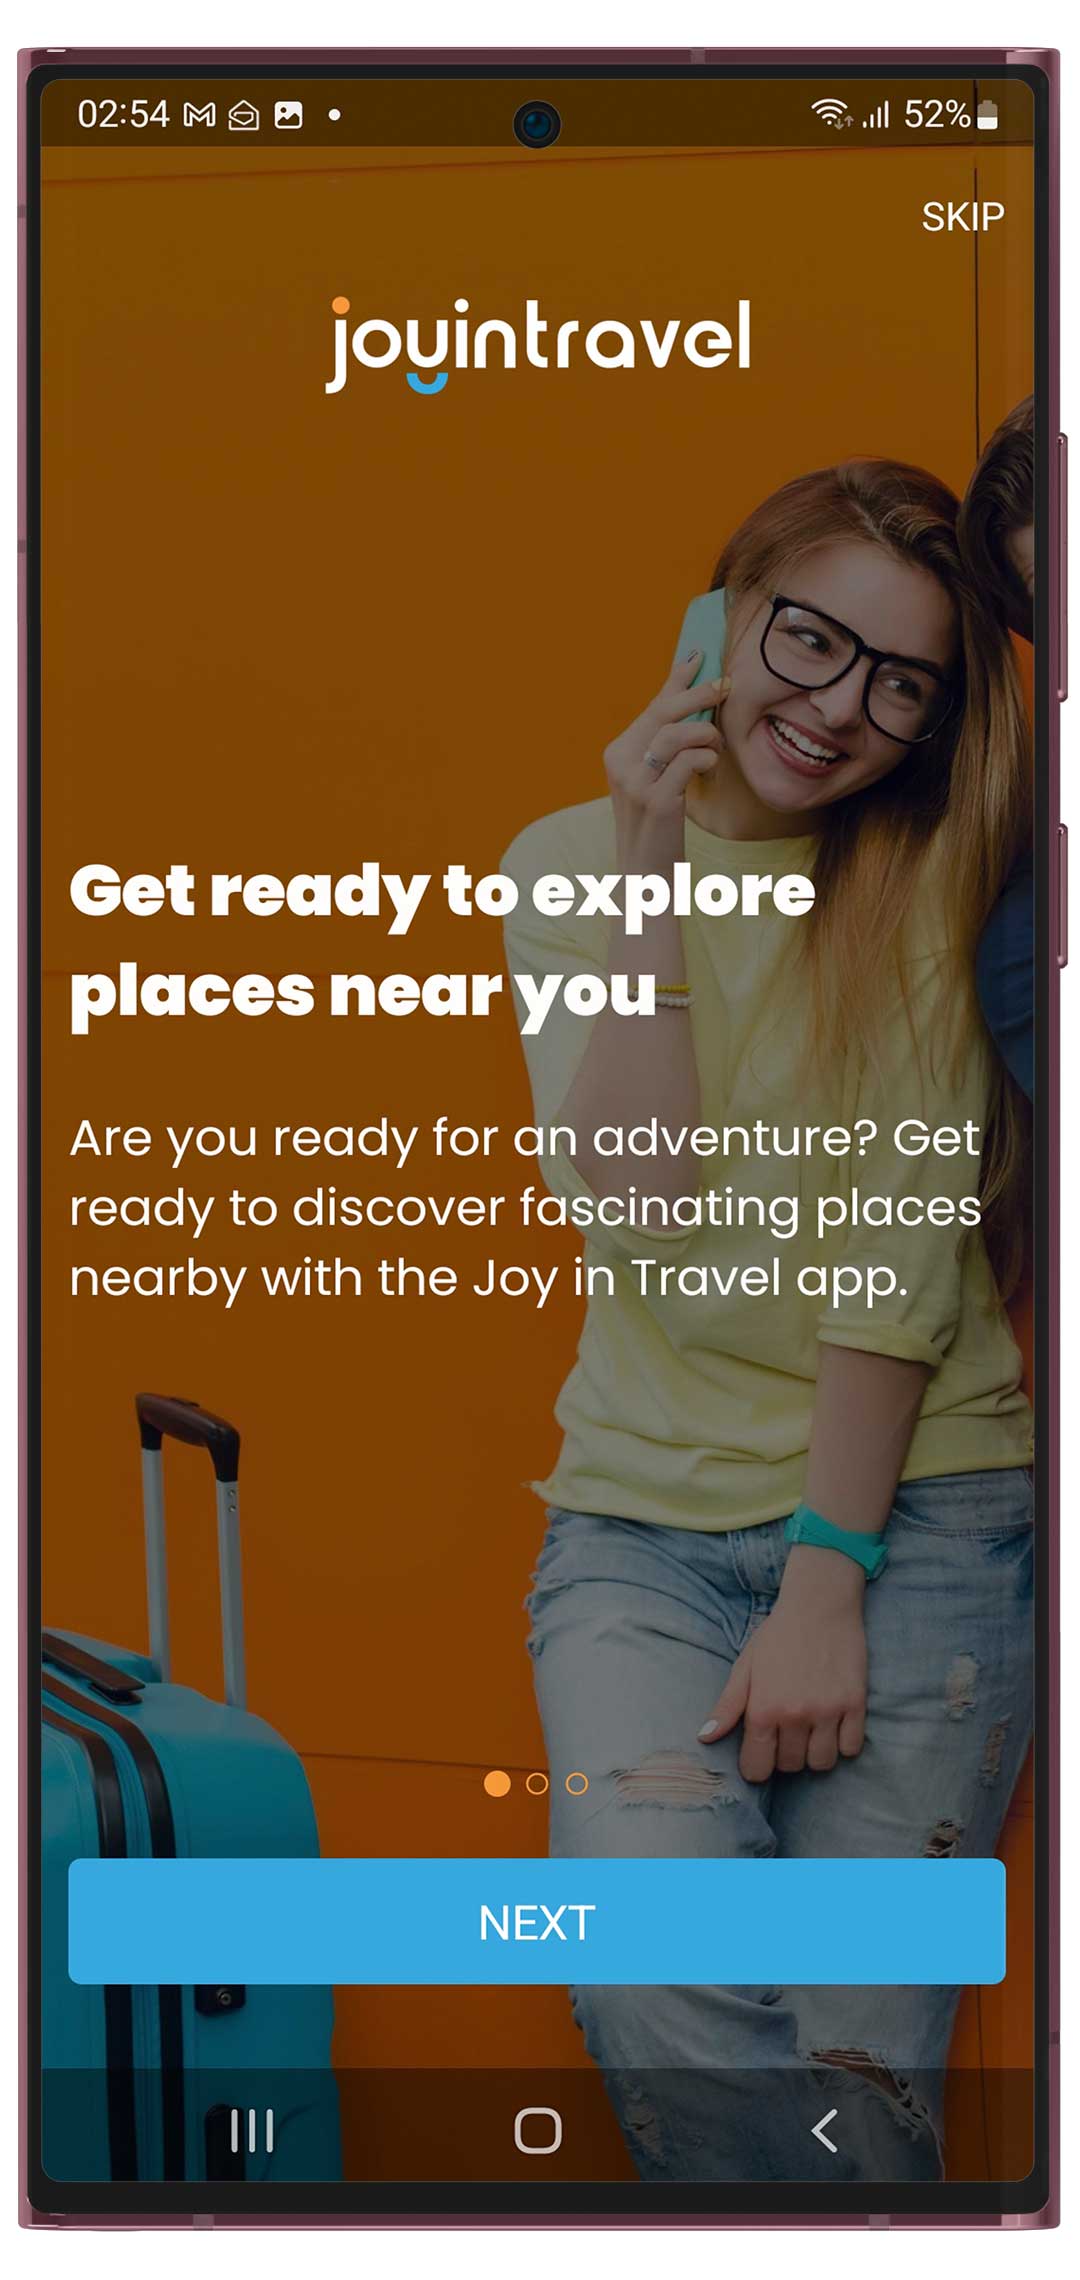 02:54
52%
SKIP
joyintravel
Get ready to explore
places near you
Are you ready for an adventure? Get
ready to discover fascinating places
nearby with the Joy in Travel app.
NEXT